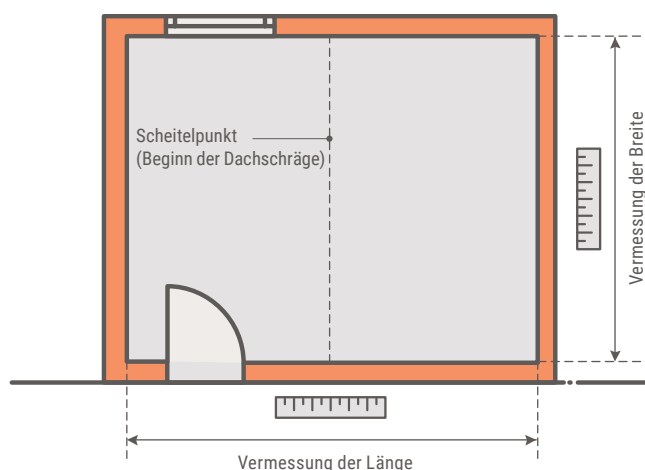 Scheitelpunkt
(Beginn der Dachschräge)
Vermessung der Breite
Vermessung der Länge